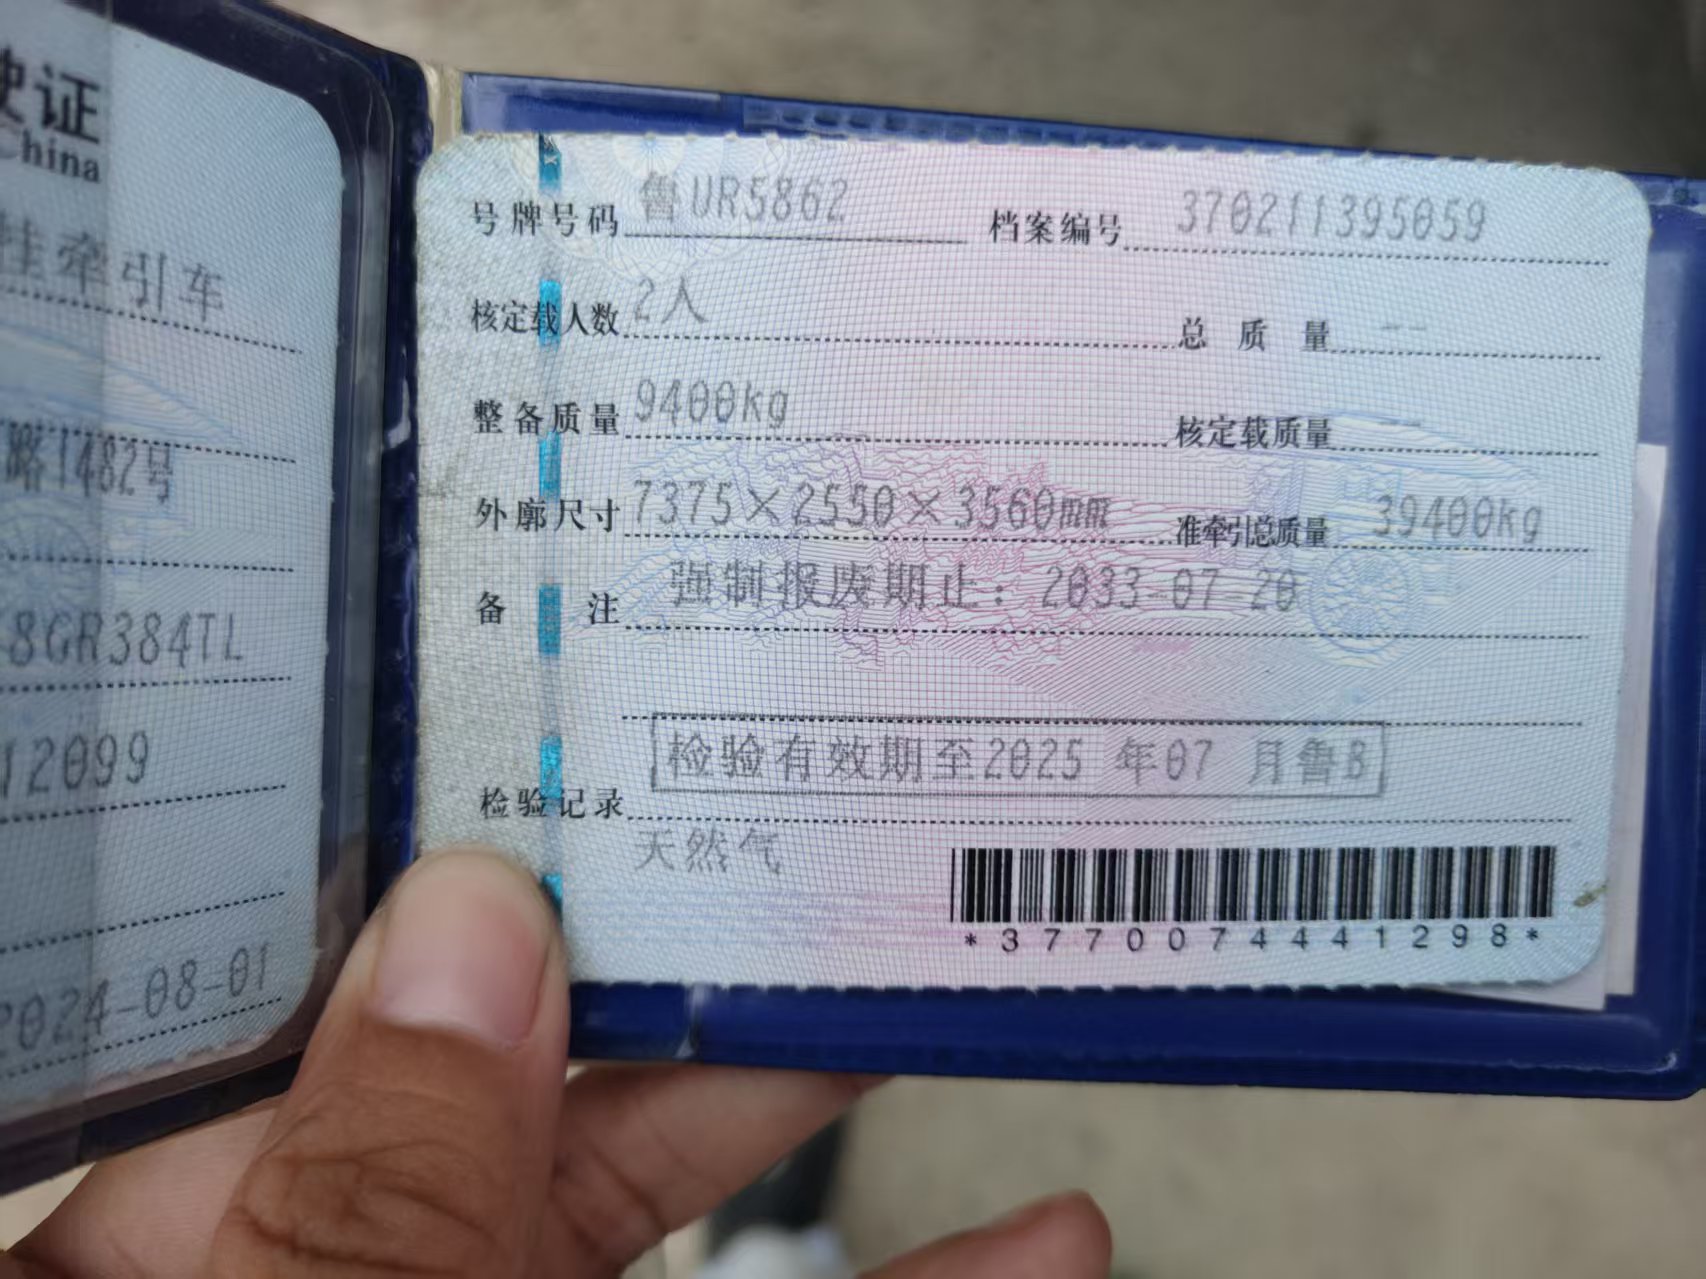 证
China
挂牵引车
路1482号
8GR384TL
12099
2024-08-01
号牌号码 鲁UR5862 档案编号 370211395059
核定载人数 2人 总质量 --
整备质量 9400kg 核定载质量 --
外廓尺寸 7375×2550×3560mm 准牵引总质量 39400kg
备注 强制报废期止：2033-07-20
检验有效期至2025 年07 月鲁B
检验记录
天然气
*3770074441298*